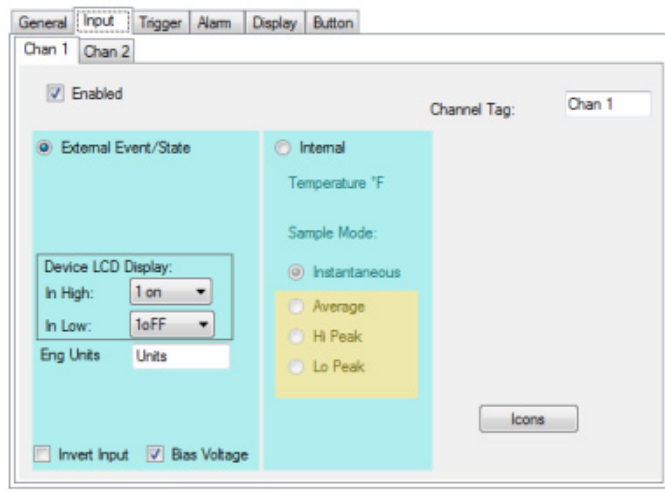 General Input Trigger Alarm Display Button
Chan 1 Chan 2
Enabled
Channel Tag: Chan 1
External Event/State
Internal
Temperature °F
Sample Mode:
Device LCD Display:
Instantaneous
In High: 1 on
Average
In Low: 1oFF
Hi Peak
Eng Units Units
Lo Peak
Icons
Invert Input Bias Voltage